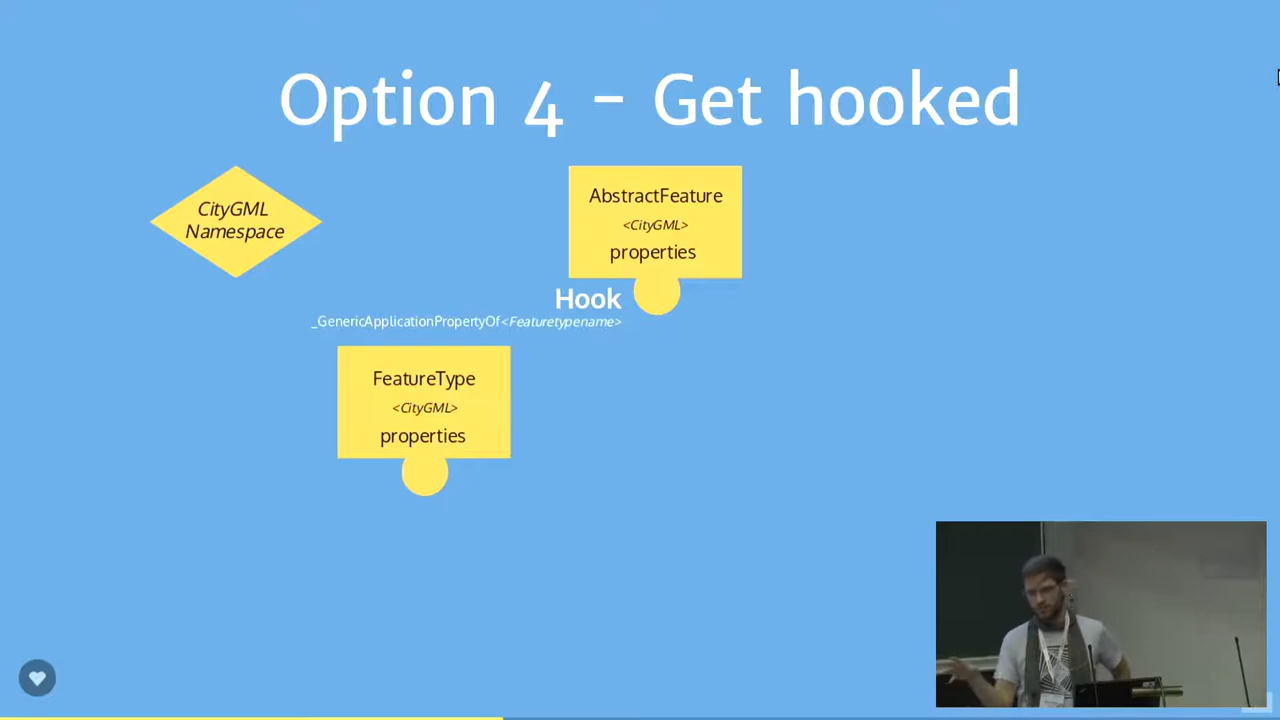 Option 4 - Get hooked
CityGML
Namespace
AbstractFeature
<CityGML>
properties
Hook
_GenericApplicationPropertyOf<Featuretypename>
FeatureType
<CityGML>
properties